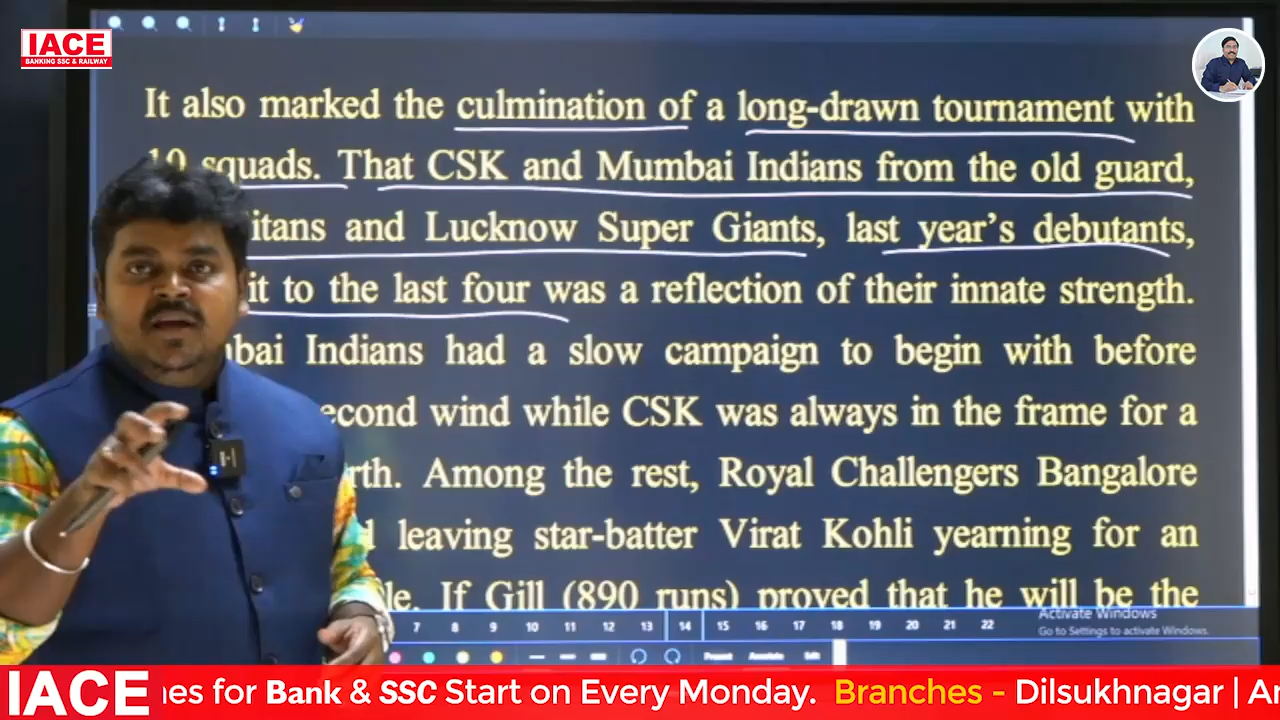 IACE
BANKING SSC & RAILWAY
It also marked the culmination of a long-drawn tournament with
10 squads. That CSK and Mumbai Indians from the old guard,
and Lucknow Super Giants, last year's debutants,
it to the last four was a reflection of their innate strength.
Indians had a slow campaign to begin with before
wind while CSK was always in the frame for a
Among the rest, Royal Challengers Bangalore
leaving star-batter Virat Kohli yearning for an
If Gill (890 runs) proved that he will be the
Activate Windows
Go to Settings to activate Windows.
7 8 9 10 11 12 13 14 15 16 17 18 19 20 21 22
Present Annotate Edit
IACE for Bank & SSC Start on Every Monday. Branches - Dilsukhnagar |